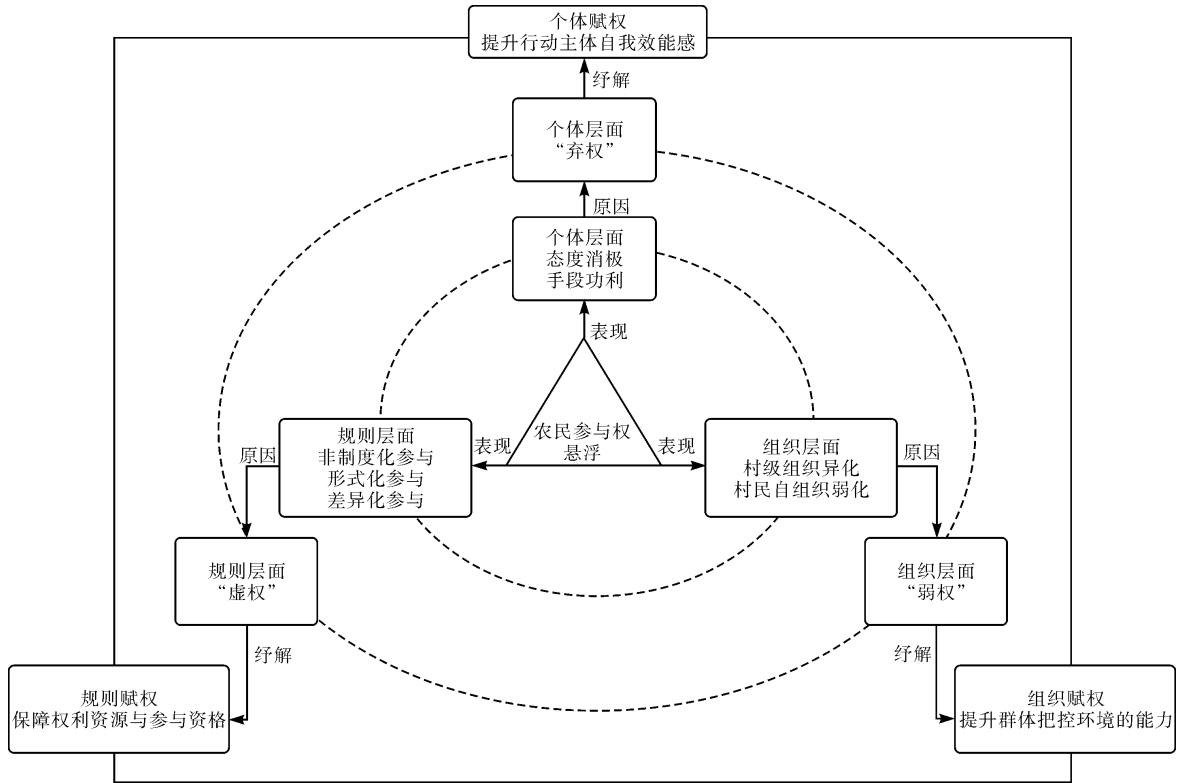 个体赋权
提升行动主体自我效能感
纾解
个体层面
“弃权”
原因
个体层面
态度消极
手段功利
表现
农民参与权
悬浮
表现
表现
规则层面
非制度化参与
形式化参与
差异化参与
组织层面
村级组织异化
村民自组织弱化
原因
原因
规则层面
“虚权”
组织层面
“弱权”
纾解
纾解
规则赋权
保障权利资源与参与资格
组织赋权
提升群体把控环境的能力